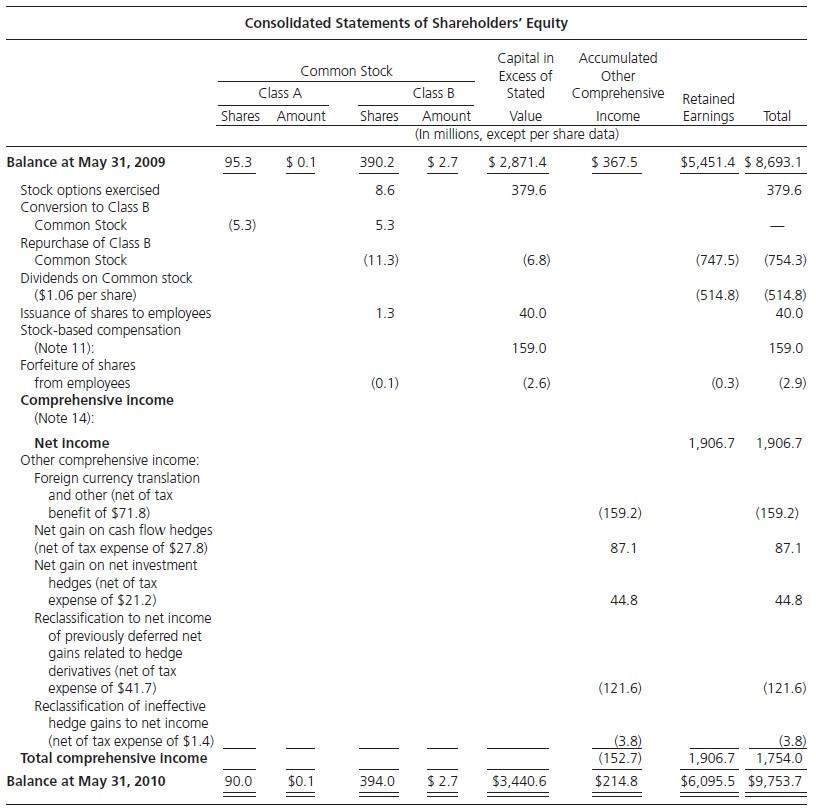 Consolidated Statements of Shareholders' Equity
Capital in Accumulated
Common Stock Excess of Other
Class A Class B Stated Comprehensive Retained
Shares Amount Shares Amount Value Income Earnings Total
(In millions, except per share data)
Balance at May 31, 2009 95.3 $ 0.1 390.2 $ 2.7 $ 2,871.4 $ 367.5 $5,451.4 $ 8,693.1
Stock options exercised 8.6 379.6 379.6
Conversion to Class B
Common Stock (5.3) 5.3 —
Repurchase of Class B
Common Stock (11.3) (6.8) (747.5) (754.3)
Dividends on Common stock
($1.06 per share) (514.8) (514.8)
Issuance of shares to employees 1.3 40.0 40.0
Stock-based compensation
(Note 11): 159.0 159.0
Forfeiture of shares
from employees (0.1) (2.6) (0.3) (2.9)
Comprehensive income
(Note 14):
Net income 1,906.7 1,906.7
Other comprehensive income:
Foreign currency translation
and other (net of tax
benefit of $71.8) (159.2) (159.2)
Net gain on cash flow hedges
(net of tax expense of $27.8) 87.1 87.1
Net gain on net investment
hedges (net of tax
expense of $21.2) 44.8 44.8
Reclassification to net income
of previously deferred net
gains related to hedge
derivatives (net of tax
expense of $41.7) (121.6) (121.6)
Reclassification of ineffective
hedge gains to net income
(net of tax expense of $1.4) (3.8) (3.8)
Total comprehensive income (152.7) 1,906.7 1,754.0
Balance at May 31, 2010 90.0 $0.1 394.0 $ 2.7 $3,440.6 $214.8 $6,095.5 $9,753.7